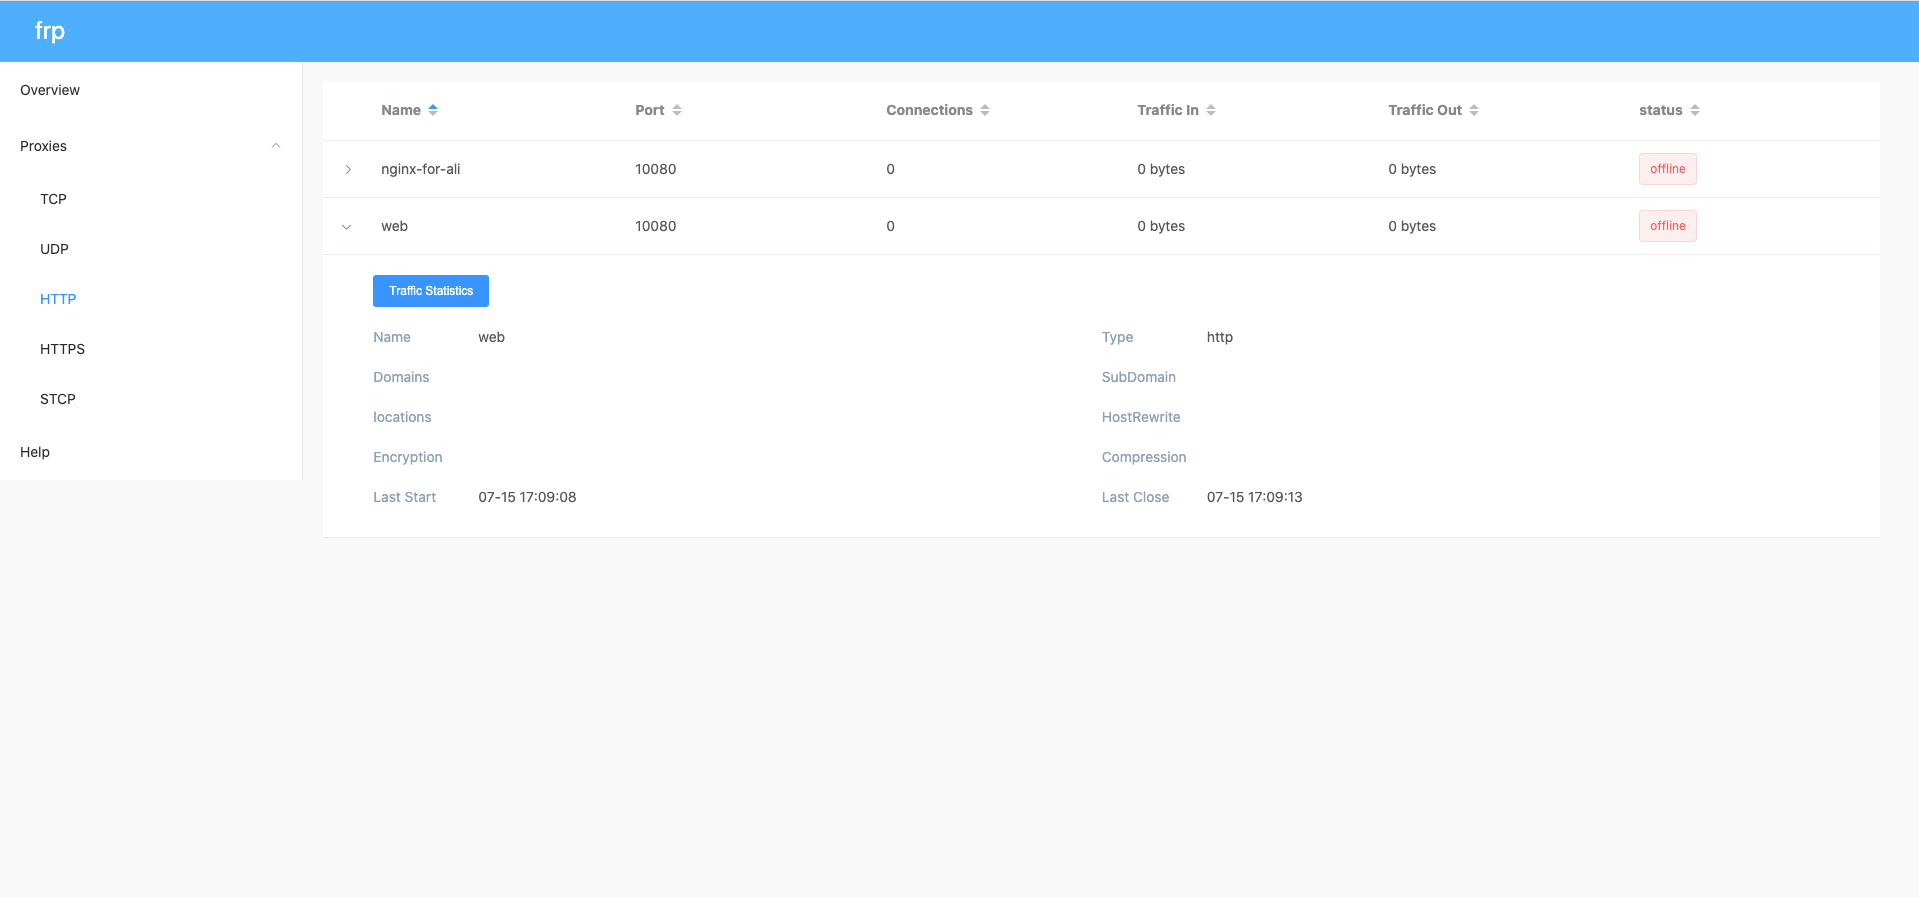 frp
Overview
Proxies
TCP
UDP
HTTP
HTTPS
STCP
Help
Name Port Connections Traffic In Traffic Out status
nginx-for-ali 10080 0 0 bytes 0 bytes offline
web 10080 0 0 bytes 0 bytes offline
Traffic Statistics
Name web Type http
Domains SubDomain
locations HostRewrite
Encryption Compression
Last Start 07-15 17:09:08 Last Close 07-15 17:09:13